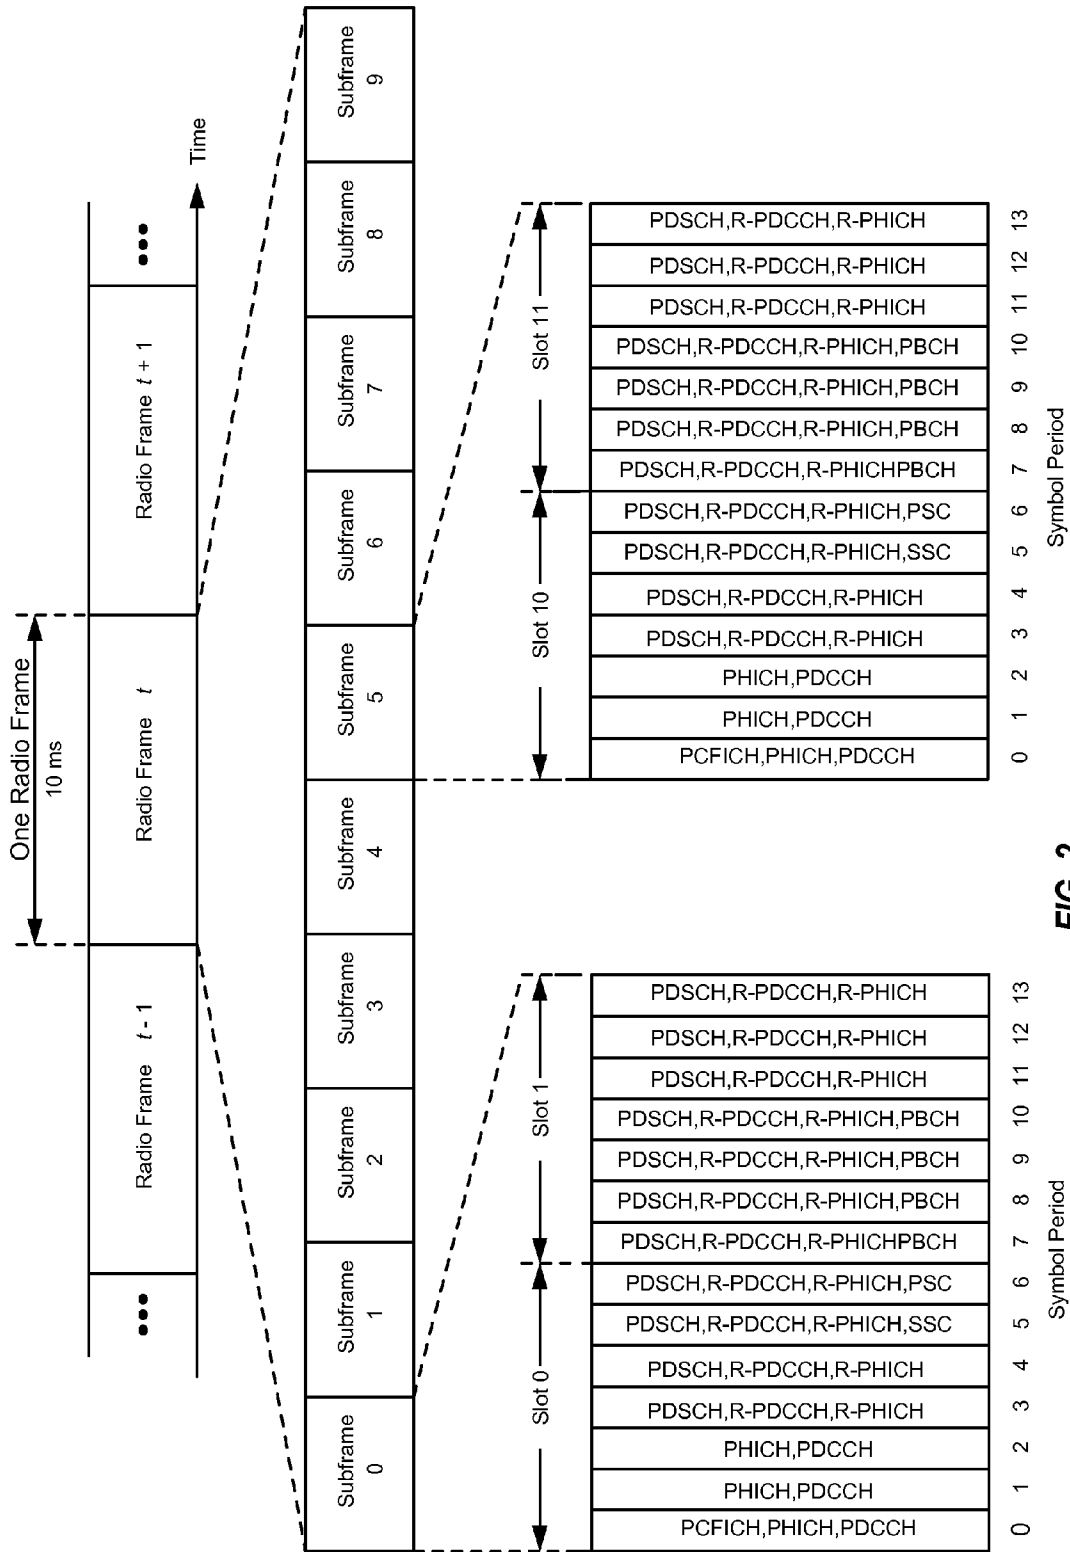 One Radio Frame
10 ms
Radio Frame t - 1
Radio Frame t
Radio Frame t + 1
Time
Subframe
0
Subframe
1
Subframe
2
Subframe
3
Subframe
4
Subframe
5
Subframe
6
Subframe
7
Subframe
8
Subframe
9
Slot 0
Slot 1
PCFICH,PHICH,PDCCH
PHICH,PDCCH
PHICH,PDCCH
PDSCH,R-PDCCH,R-PHICH
PDSCH,R-PDCCH,R-PHICH
PDSCH,R-PDCCH,R-PHICH,SSC
PDSCH,R-PDCCH,R-PHICH,PSC
PDSCH,R-PDCCH,R-PHICHPBCH
PDSCH,R-PDCCH,R-PHICH,PBCH
PDSCH,R-PDCCH,R-PHICH,PBCH
PDSCH,R-PDCCH,R-PHICH,PBCH
PDSCH,R-PDCCH,R-PHICH
PDSCH,R-PDCCH,R-PHICH
PDSCH,R-PDCCH,R-PHICH
0 1 2 3 4 5 6 7 8 9 10 11 12 13
Symbol Period
Slot 10
Slot 11
PCFICH,PHICH,PDCCH
PHICH,PDCCH
PHICH,PDCCH
PDSCH,R-PDCCH,R-PHICH
PDSCH,R-PDCCH,R-PHICH
PDSCH,R-PDCCH,R-PHICH,SSC
PDSCH,R-PDCCH,R-PHICH,PSC
PDSCH,R-PDCCH,R-PHICHPBCH
PDSCH,R-PDCCH,R-PHICH,PBCH
PDSCH,R-PDCCH,R-PHICH,PBCH
PDSCH,R-PDCCH,R-PHICH,PBCH
PDSCH,R-PDCCH,R-PHICH
PDSCH,R-PDCCH,R-PHICH
PDSCH,R-PDCCH,R-PHICH
0 1 2 3 4 5 6 7 8 9 10 11 12 13
Symbol Period
FIG. 2